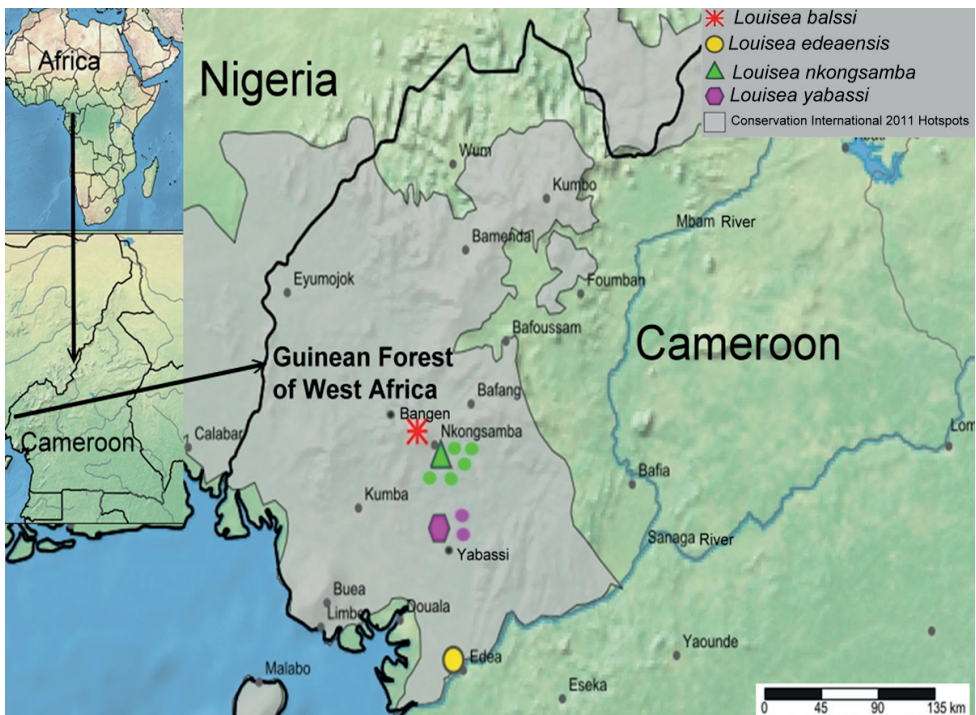 Africa
Cameroon
Nigeria
Louisea balssi
Louisea edeaensis
Louisea nkongsamba
Louisea yabassi
Conservation International 2011 Hotspots
Wum
Kumbo
Mbam River
Bamenda
Eyumojok
Foumban
Bafoussam
Cameroon
Guinean Forest
of West Africa
Bafang
Bangen
Nkongsamba
Calabar
Lom
Bafia
Kumba
Sanaga River
Yabassi
Buea
Limbe
Douala
Yaounde
Edea
Malabo
Eseka
0 45 90 135 km